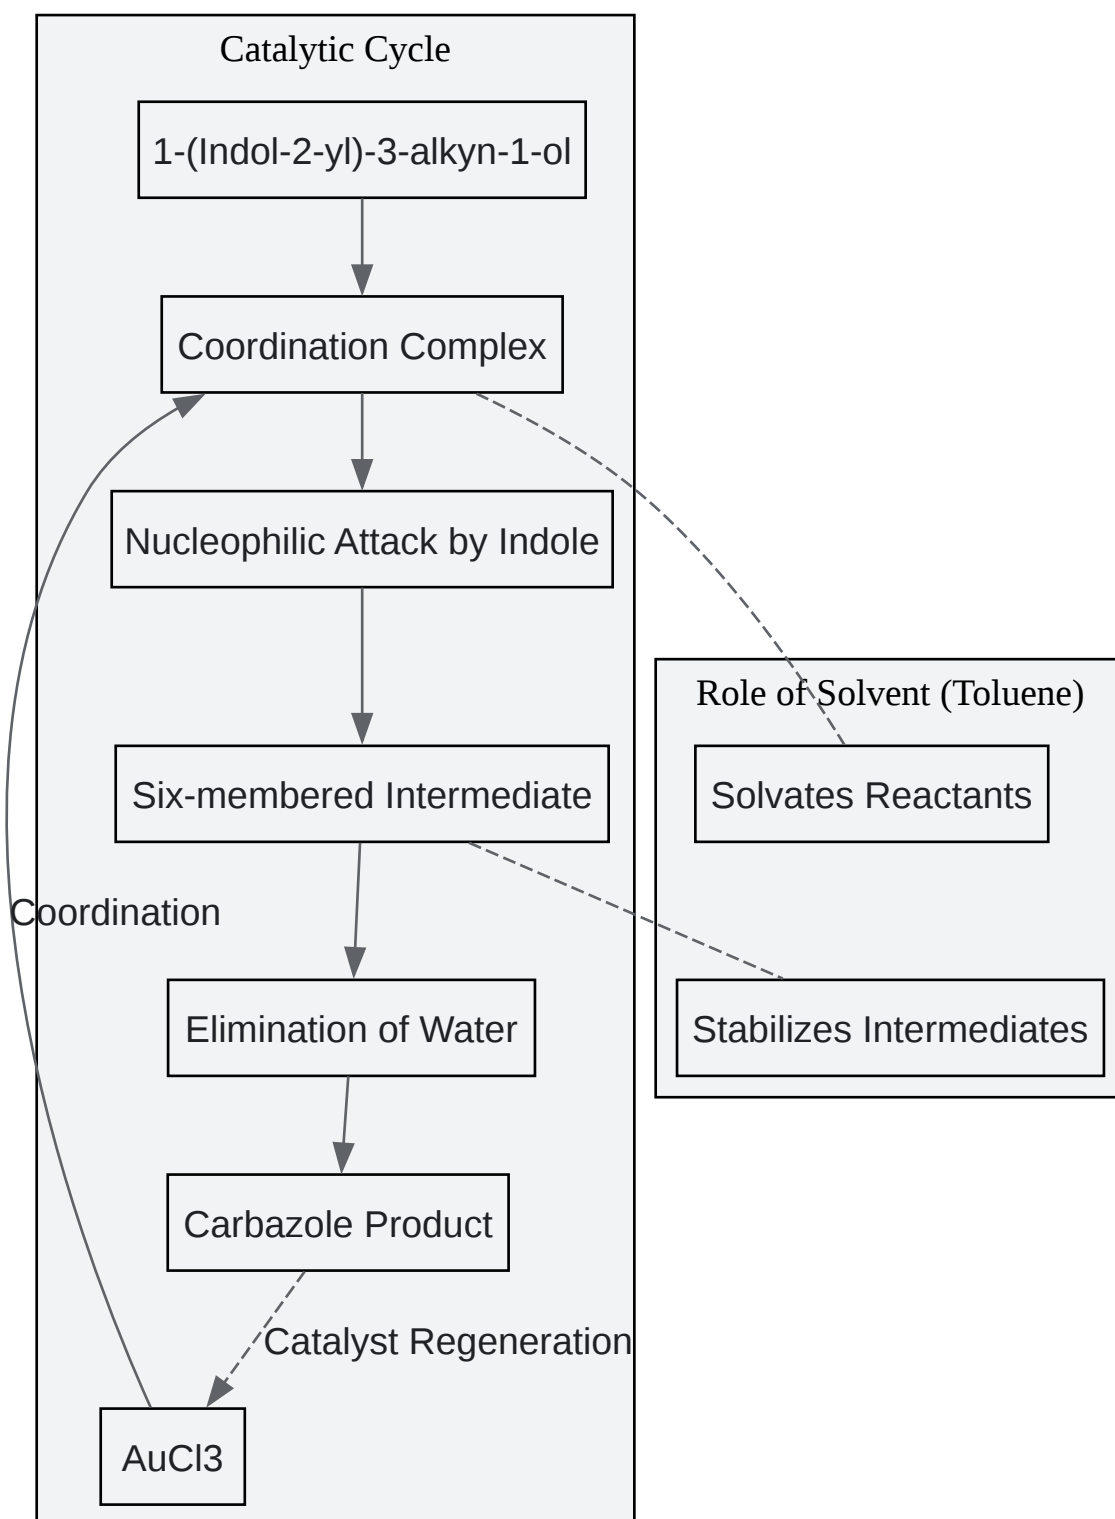 Catalytic Cycle
1-(Indol-2-yl)-3-alkyn-1-ol
Coordination Complex
Nucleophilic Attack by Indole
Role of Solvent (Toluene)
Six-membered Intermediate
Solvates Reactants
Coordination
Elimination of Water
Stabilizes Intermediates
Carbazole Product
Catalyst Regeneration
AuCl3